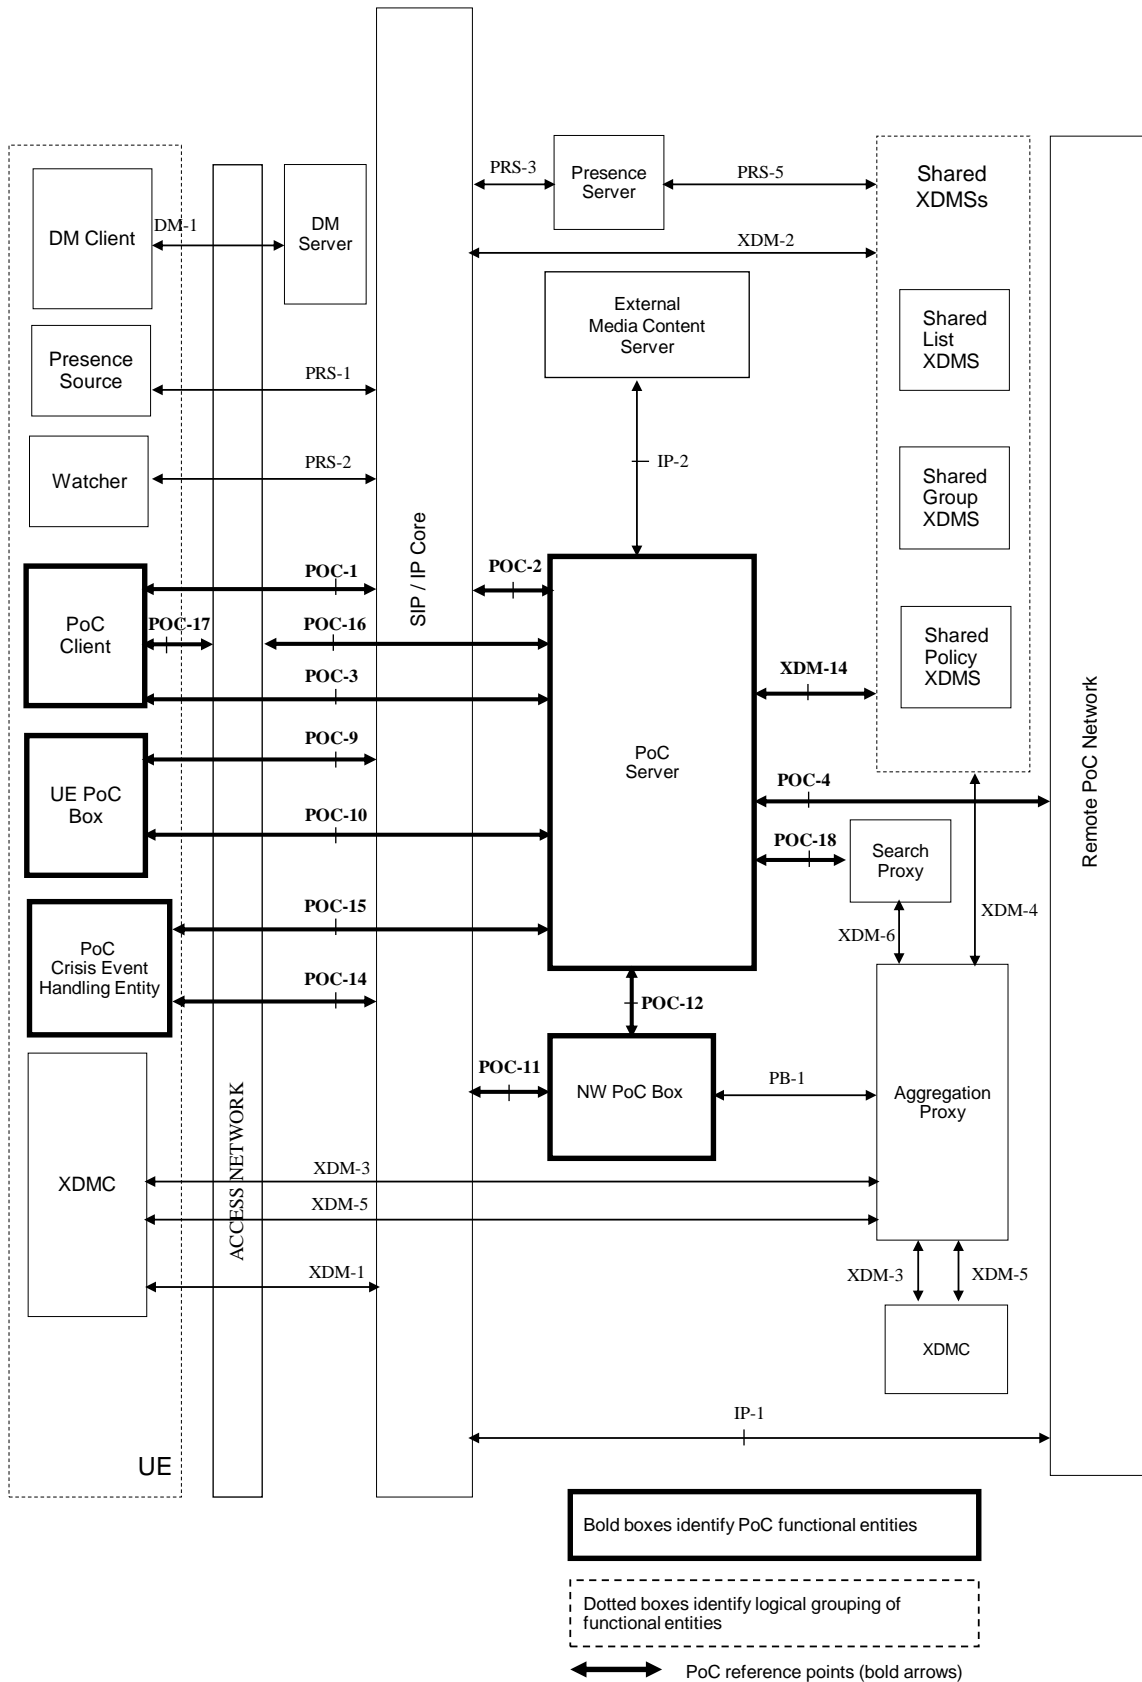 PRS-3
Presence
Server
PRS-5
Shared
XDMSs
DM Client
DM-1
DM
Server
XDM-2
External
Media Content
Server
Shared
List
XDMS
Presence
Source
PRS-1
Watcher
PRS-2
IP-2
Shared
Group
XDMS
SIP / IP Core
PoC
Client
POC-1
POC-2
POC-17
POC-16
POC-3
Shared
Policy
XDMS
XDM-14
Remote PoC Network
UE PoC
Box
POC-9
POC-10
PoC
Server
POC-4
POC-18
Search
Proxy
XDM-4
XDM-6
PoC
Crisis Event
Handling Entity
POC-15
POC-14
POC-12
POC-11
NW PoC Box
PB-1
Aggregation
Proxy
ACCESS NETWORK
XDMC
XDM-3
XDM-5
XDM-1
XDM-3
XDM-5
XDMC
IP-1
UE
Bold boxes identify PoC functional entities
Dotted boxes identify logical grouping of
functional entities
PoC reference points (bold arrows)